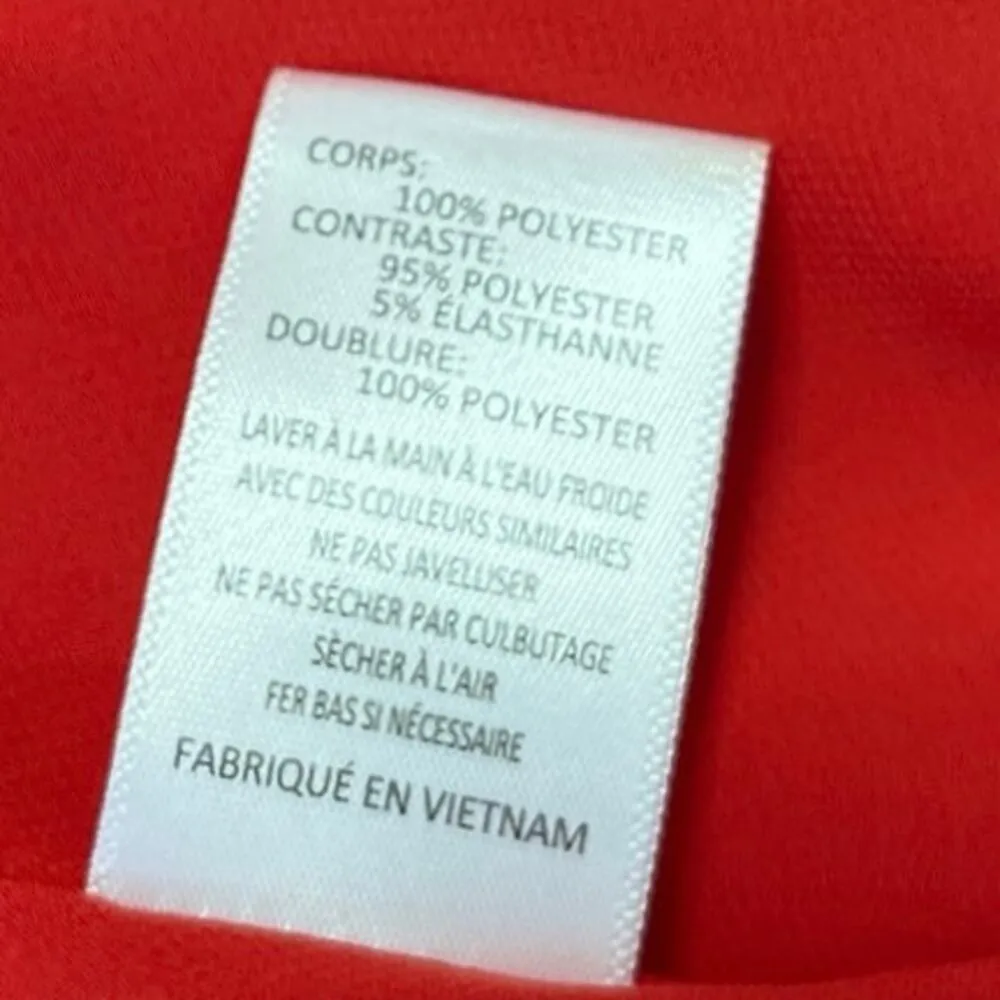 CORPS:
100% POLYESTER
CONTRASTE:
95% POLYESTER
5% ÉLASTHANNE
DOUBLURE:
100% POLYESTER
LAVER À LA MAIN À L'EAU FROIDE
AVEC DES COULEURS SIMILAIRES
NE PAS JAVELLISER
NE PAS SÉCHER PAR CULBUTAGE
SÉCHER À L'AIR
FER BAS SI NÉCESSAIRE
FABRIQUÉ EN VIETNAM